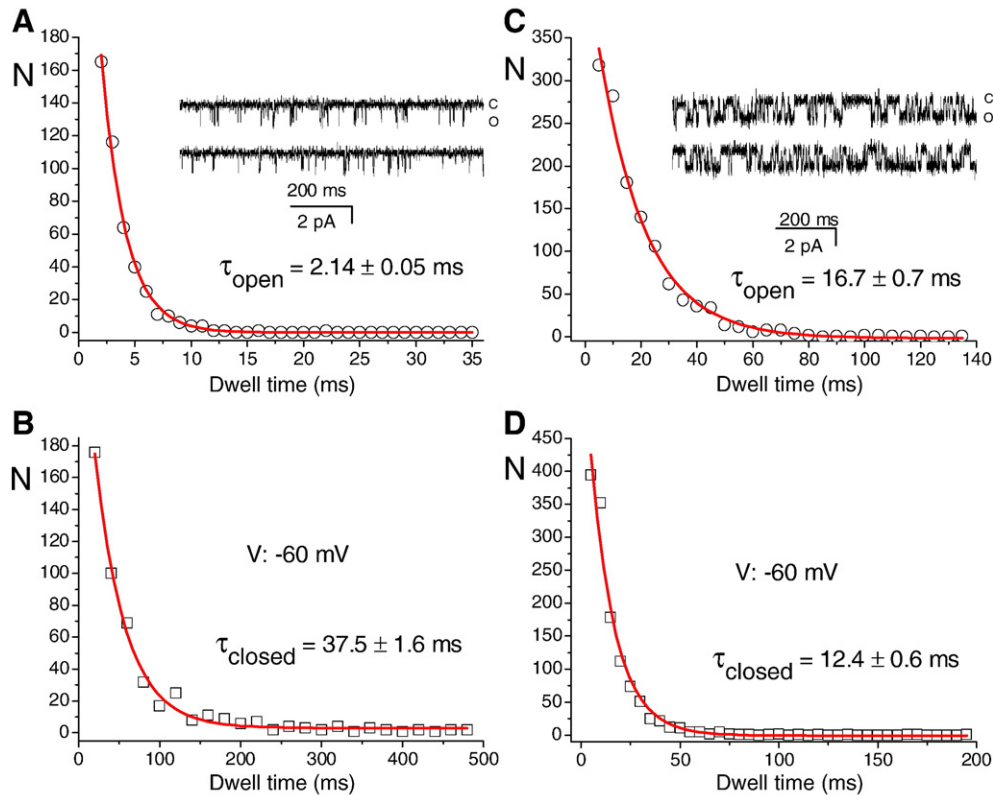 A
N
180
160
140
120
100
80
60
40
20
0
C
O
200 ms
2 pA
τopen = 2.14 ± 0.05 ms
0 5 10 15 20 25 30 35
Dwell time (ms)
C
N
350
300
250
200
150
100
50
0
C
O
200 ms
2 pA
τopen = 16.7 ± 0.7 ms
0 20 40 60 80 100 120 140
Dwell time (ms)
B
N
180
160
140
120
100
80
60
40
20
0
V: -60 mV
τclosed = 37.5 ± 1.6 ms
0 100 200 300 400 500
Dwell time (ms)
D
N
450
400
350
300
250
200
150
100
50
0
V: -60 mV
τclosed = 12.4 ± 0.6 ms
0 50 100 150 200
Dwell time (ms)